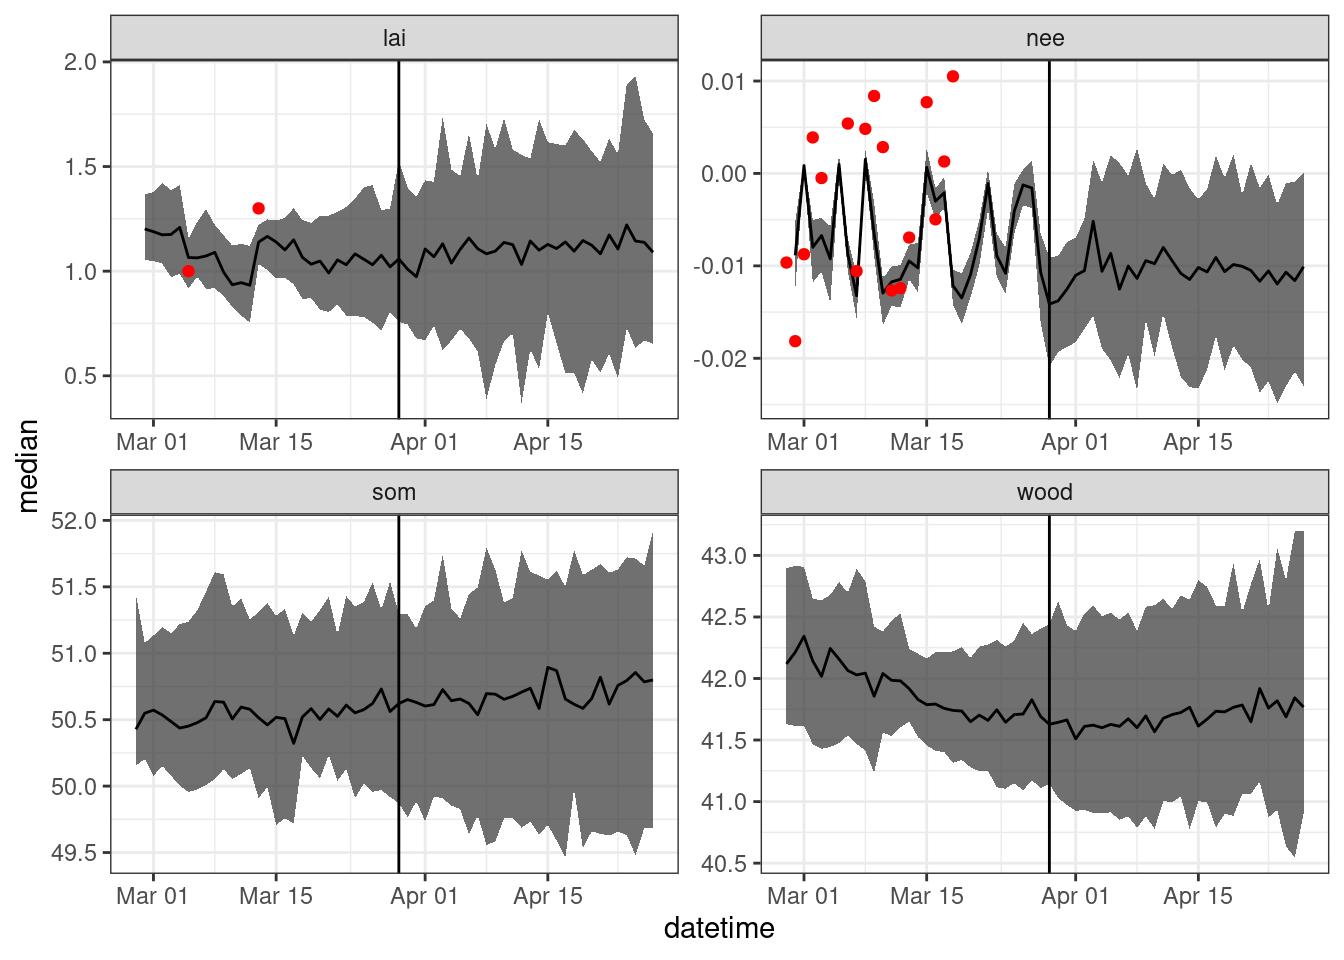 lai
nee
2.0
1.5
1.0
0.5
0.01
0.00
-0.01
-0.02
Mar 01 Mar 15 Apr 01 Apr 15
Mar 01 Mar 15 Apr 01 Apr 15
median
som
wood
52.0
51.5
51.0
50.5
50.0
49.5
43.0
42.5
42.0
41.5
41.0
40.5
Mar 01 Mar 15 Apr 01 Apr 15
Mar 01 Mar 15 Apr 01 Apr 15
datetime